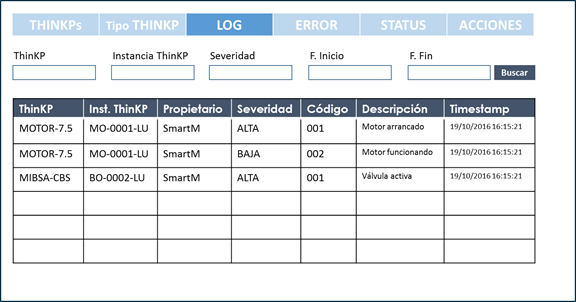 THINKPs Tipo THINKP LOG ERROR STATUS ACCIONES
ThinKP Instancia ThinKP Severidad F. Inicio F. Fin
Buscar
ThinKP Inst. ThinKP Propietario Severidad Código Descripción Timestamp
MOTOR-7.5 MO-0001-LU SmartM ALTA 001 Motor arrancado 19/10/2016 16:15:21
MOTOR-7.5 MO-0001-LU SmartM BAJA 002 Motor funcionando 19/10/2016 16:15:21
MIBSA-CBS BO-0002-LU SmartM ALTA 001 Válvula activa 19/10/2016 16:15:21